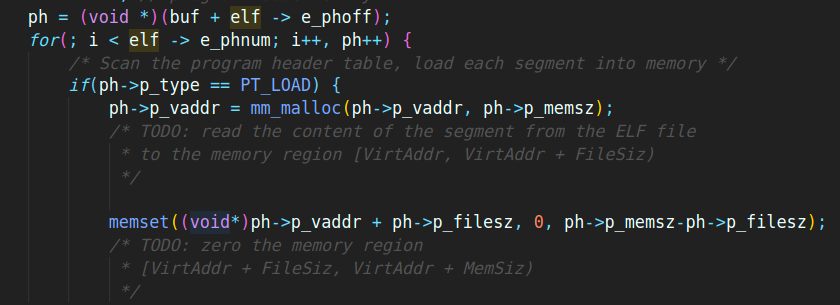 ph = (void *)(buf + elf -> e_phoff);
for(; i < elf -> e_phnum; i++, ph++) {
/* Scan the program header table, load each segment into memory */
if(ph->p_type == PT_LOAD) {
ph->p_vaddr = mm_malloc(ph->p_vaddr, ph->p_memsz);
/* TODO: read the content of the segment from the ELF file
* to the memory region [VirtAddr, VirtAddr + FileSiz)
*/
memset((void*)ph->p_vaddr + ph->p_filesz, 0, ph->p_memsz-ph->p_filesz);
/* TODO: zero the memory region
* [VirtAddr + FileSiz, VirtAddr + MemSiz)
*/